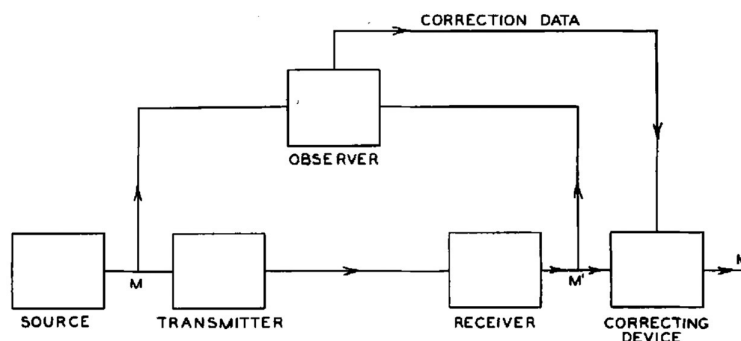 CORRECTION DATA
OBSERVER
M
M'
M
SOURCE
TRANSMITTER
RECEIVER
CORRECTING
DEVICE